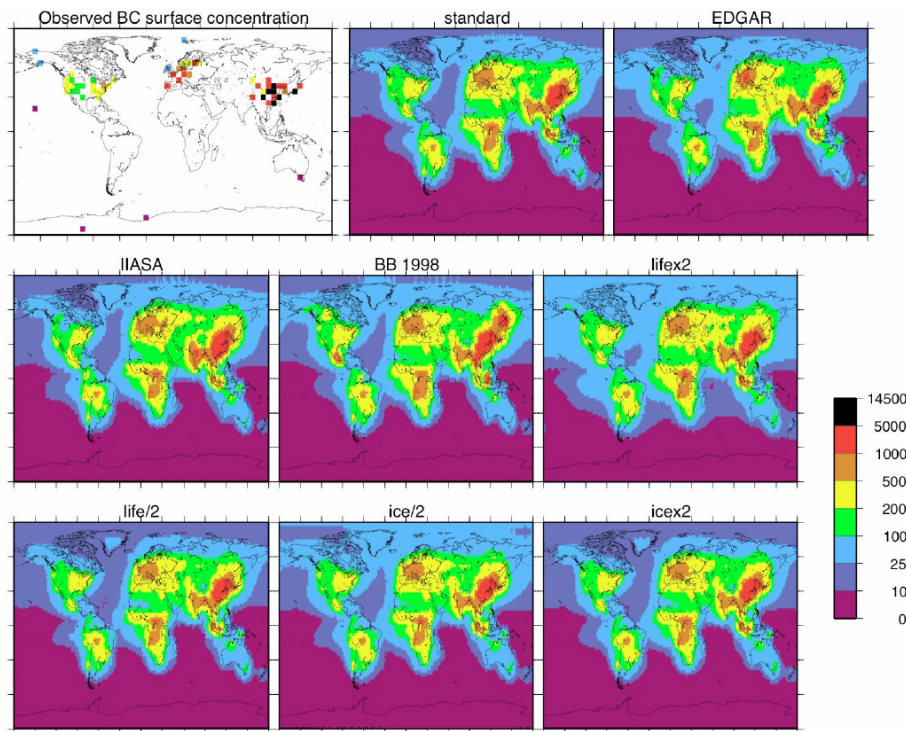 Observed BC surface concentration
standard
EDGAR
IIASA
BB 1998
lifex2
life/2
ice/2
icex2
14500
5000
1000
500
200
100
25
10
0